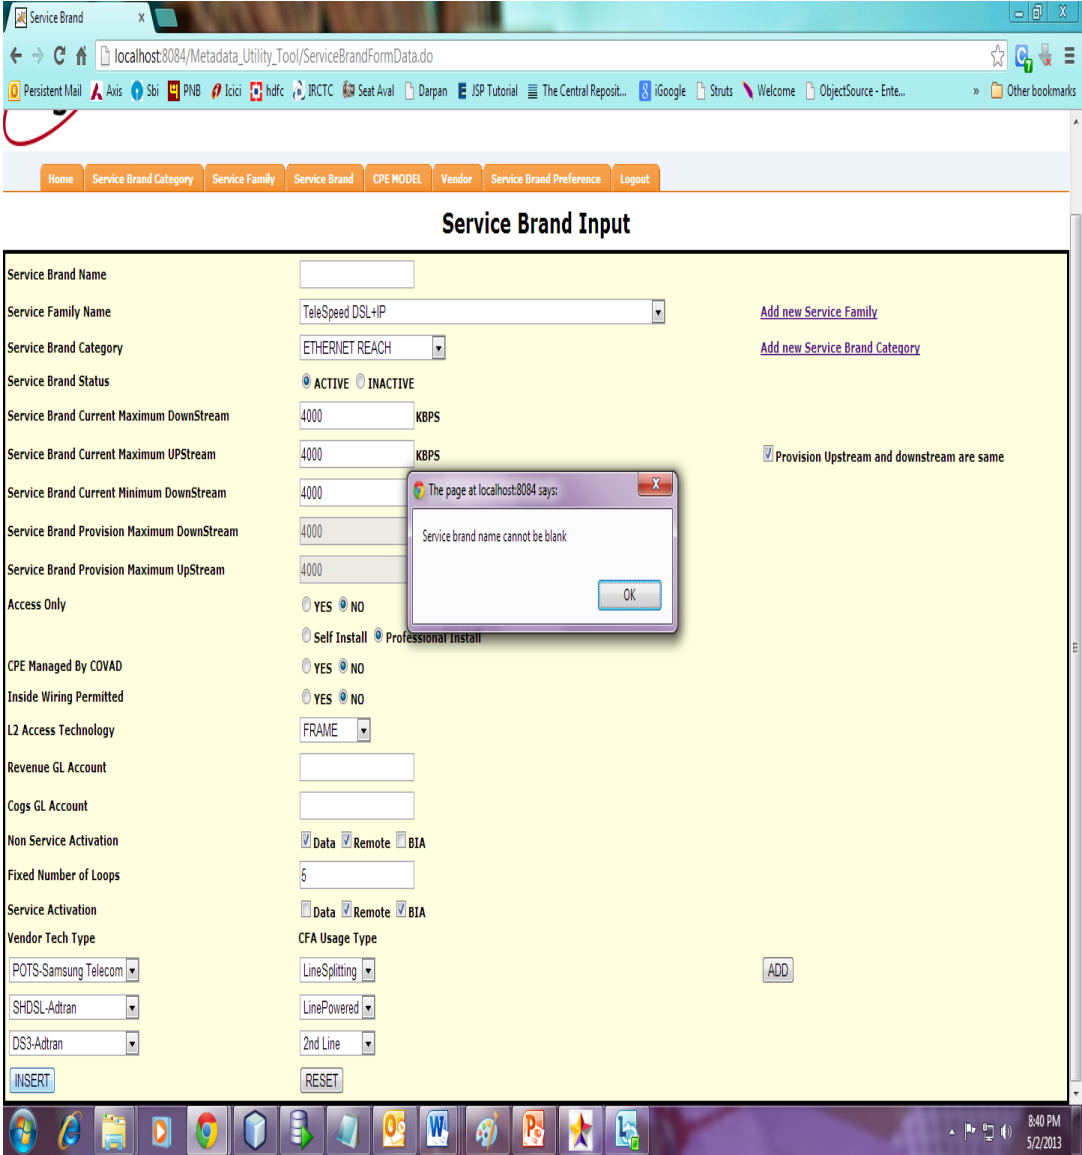 Service Brand x
localhost:8084/Metadata_Utility_Tool/ServiceBrandFormData.do
Persistent Mail Axis Sbi PNB Icici hdfc IRCTC Seat Aval Darpan JSP Tutorial The Central Reposit... iGoogle Struts Welcome ObjectSource - Ente... » Other bookmarks
Home Service Brand Category Service Family Service Brand CPE MODEL Vendor Service Brand Preference Logout
Service Brand Input
Service Brand Name
Service Family Name TeleSpeed DSL+IP Add new Service Family
Service Brand Category ETHERNET REACH Add new Service Brand Category
Service Brand Status ACTIVE INACTIVE
Service Brand Current Maximum DownStream 4000 KBPS
Service Brand Current Maximum UPStream 4000 KBPS Provision Upstream and downstream are same
Service Brand Current Minimum DownStream 4000
The page at localhost:8084 says:
Service brand name cannot be blank
OK
Service Brand Provision Maximum DownStream 4000
Service Brand Provision Maximum UpStream 4000
Access Only YES NO
Self Install Professional Install
CPE Managed By COVAD YES NO
Inside Wiring Permitted YES NO
L2 Access Technology FRAME
Revenue GL Account
Cogs GL Account
Non Service Activation Data Remote BIA
Fixed Number of Loops 5
Service Activation Data Remote BIA
Vendor Tech Type CFA Usage Type
POTS-Samsung Telecom LineSplitting ADD
SHDSL-Adtran LinePowered
DS3-Adtran 2nd Line
INSERT RESET
8:40 PM
5/2/2013